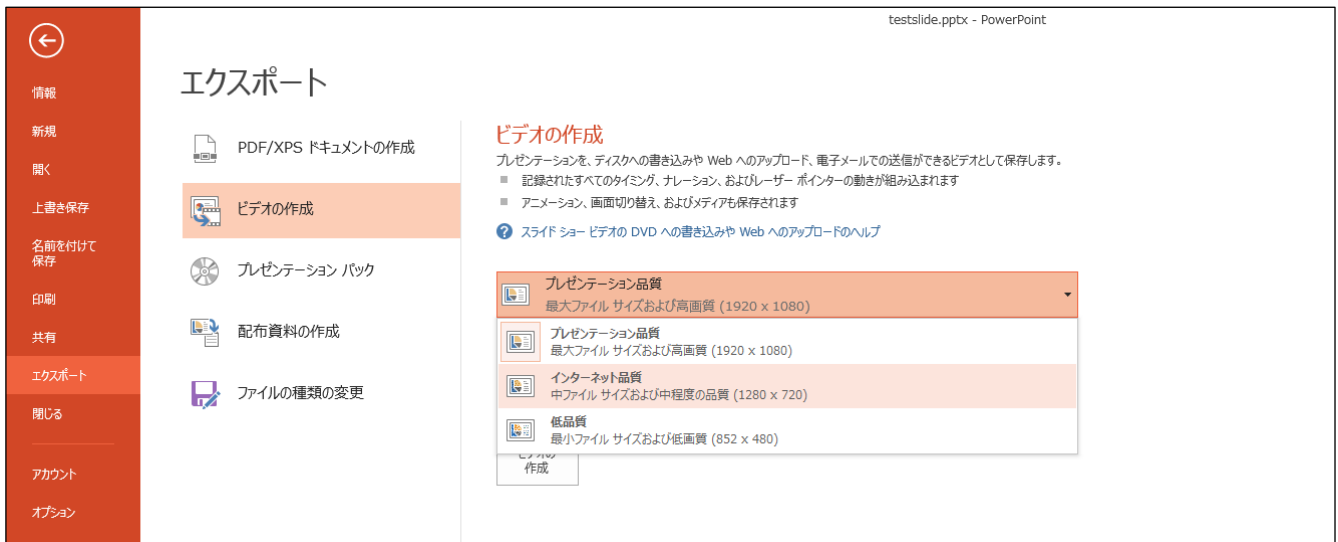 testslide.pptx - PowerPoint
情報
新規
開く
上書き保存
名前を付けて
保存
印刷
共有
エクスポート
閉じる
アカウント
オプション
エクスポート
PDF/XPS ドキュメントの作成
ビデオの作成
プレゼンテーション パック
配布資料の作成
ファイルの種類の変更
ビデオの作成
プレゼンテーションを、ディスクへの書き込みや Web へのアップロード、電子メールでの送信ができるビデオとして保存します。
記録されたすべてのタイミング、ナレーション、およびレーザー ポインターの動きが組み込まれます
アニメーション、画面切り替え、およびメディアも保存されます
スライド ショー ビデオの DVD への書き込みや Web へのアップロードのヘルプ
プレゼンテーション品質
最大ファイル サイズおよび高画質 (1920 x 1080)
プレゼンテーション品質
最大ファイル サイズおよび高画質 (1920 x 1080)
インターネット品質
中ファイル サイズおよび中程度の品質 (1280 x 720)
低品質
最小ファイル サイズおよび低画質 (852 x 480)
ビデオの
作成